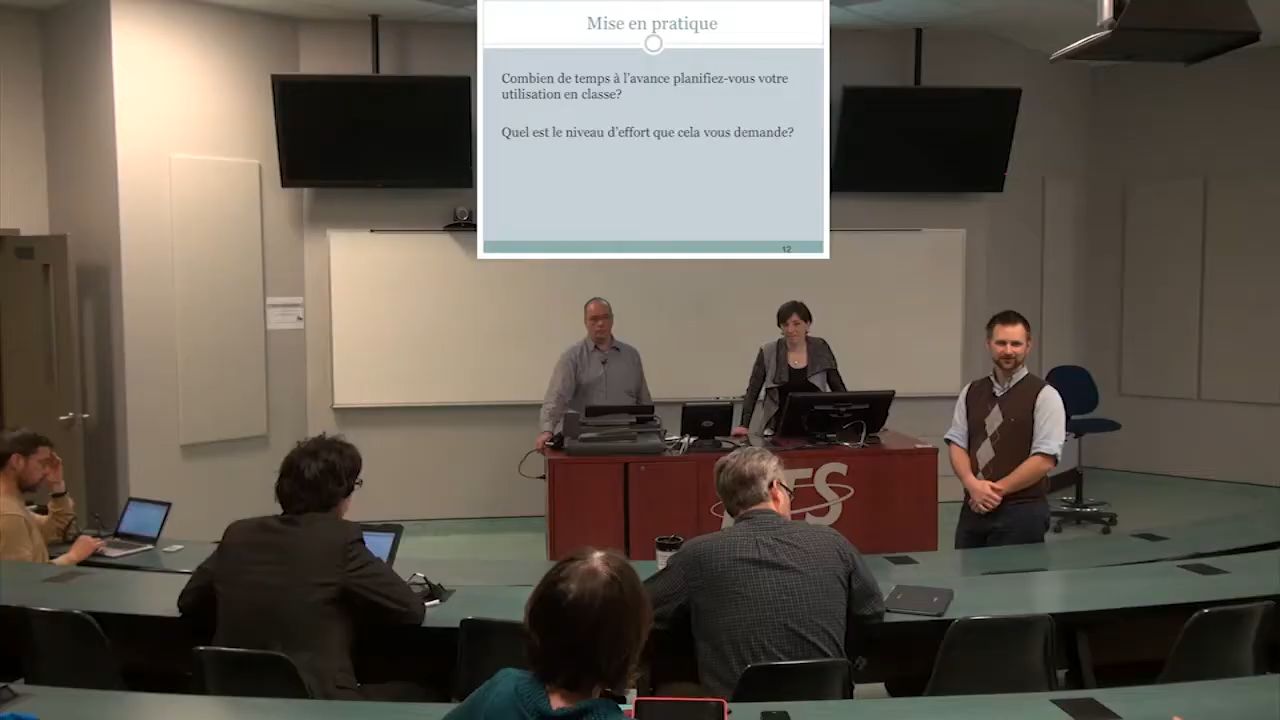 Mise en pratique
Combien de temps à l'avance planifiez-vous votre
utilisation en classe?
Quel est le niveau d'effort que cela vous demande?
12